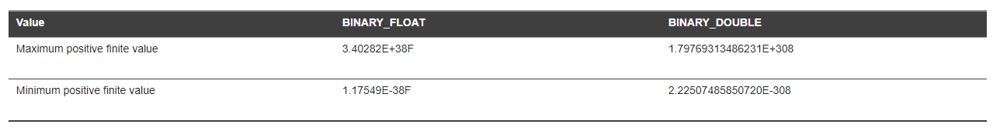 Value BINARY_FLOAT BINARY_DOUBLE
Maximum positive finite value 3.40282E+38F 1.79769313486231E+308
Minimum positive finite value 1.17549E-38F 2.22507485850720E-308